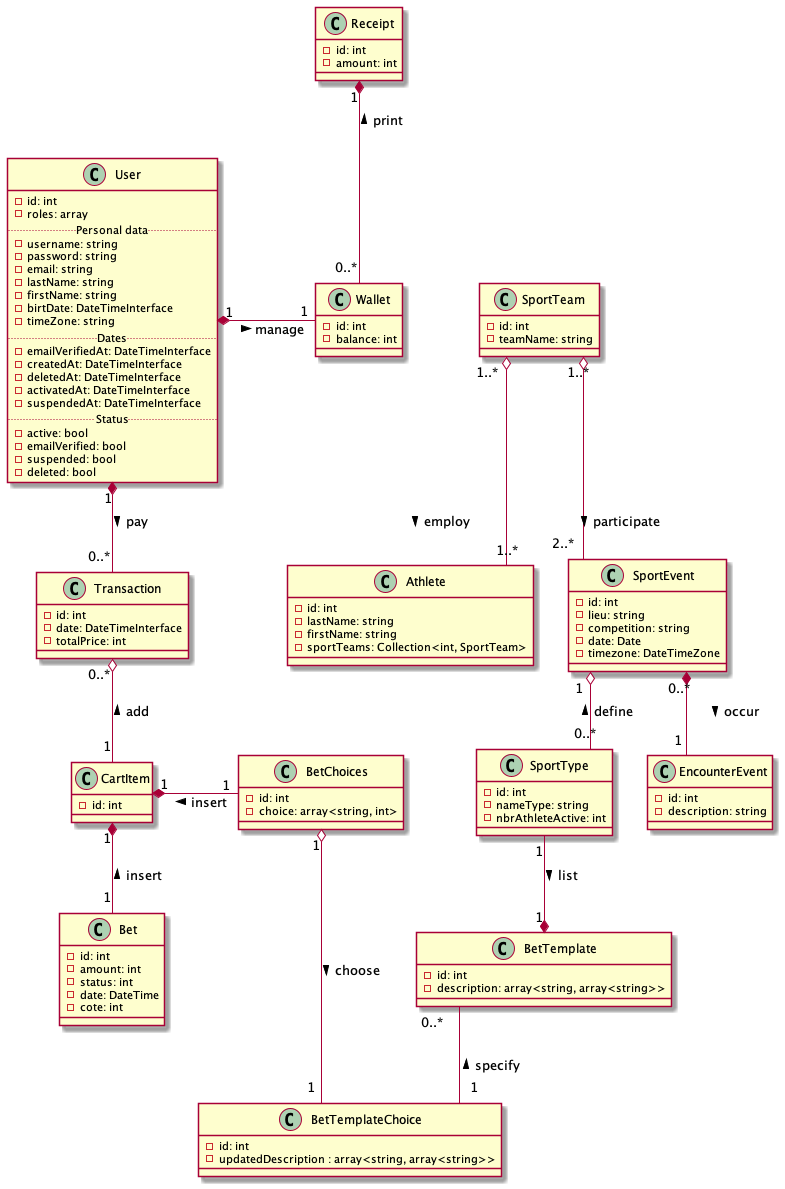 C Receipt
id: int
amount: int
1
print
0..*
C User
id: int
roles: array
Personal data
username: string
password: string
email: string
lastName: string
firstName: string
birtDate: DateTimeInterface
timeZone: string
Dates
emailVerifiedAt: DateTimeInterface
createdAt: DateTimeInterface
deletedAt: DateTimeInterface
activatedAt: DateTimeInterface
suspendedAt: DateTimeInterface
Status
active: bool
emailVerified: bool
suspended: bool
deleted: bool
1
manage
1
C Wallet
id: int
balance: int
C SportTeam
id: int
teamName: string
1..*
1..*
1
pay
0..*
employ
1..*
participate
2..*
C Transaction
id: int
date: DateTimeInterface
totalPrice: int
C Athlete
id: int
lastName: string
firstName: string
sportTeams: Collection<int, SportTeam>
C SportEvent
id: int
lieu: string
competition: string
date: Date
timezone: DateTimeZone
0..*
add
1
1
define
0..*
0..*
occur
1
C CartItem
id: int
1
insert
1
C BetChoices
id: int
choice: array<string, int>
C SportType
id: int
nameType: string
nbrAthleteActive: int
C EncounterEvent
id: int
description: string
1
insert
1
1
choose
1
1
list
1
C Bet
id: int
amount: int
status: int
date: DateTime
cote: int
C BetTemplate
id: int
description: array<string, array<string>>
0..*
specify
1
C BetTemplateChoice
id: int
updatedDescription : array<string, array<string>>